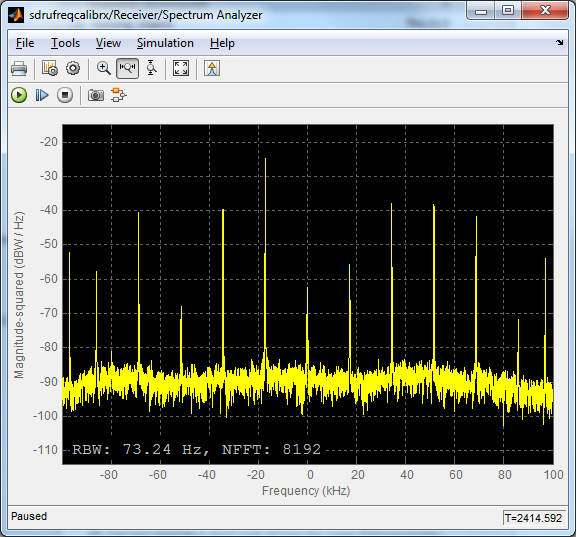 sdrufreqcalibrx/Receiver/Spectrum Analyzer
File Tools View Simulation Help
Magnitude-squared (dBW / Hz)
-20
-30
-40
-50
-60
-70
-80
-90
-100
-110
RBW: 73.24 Hz, NFFT: 8192
-80 -60 -40 -20 0 20 40 60 80 100
Frequency (kHz)
Paused T=2414.592